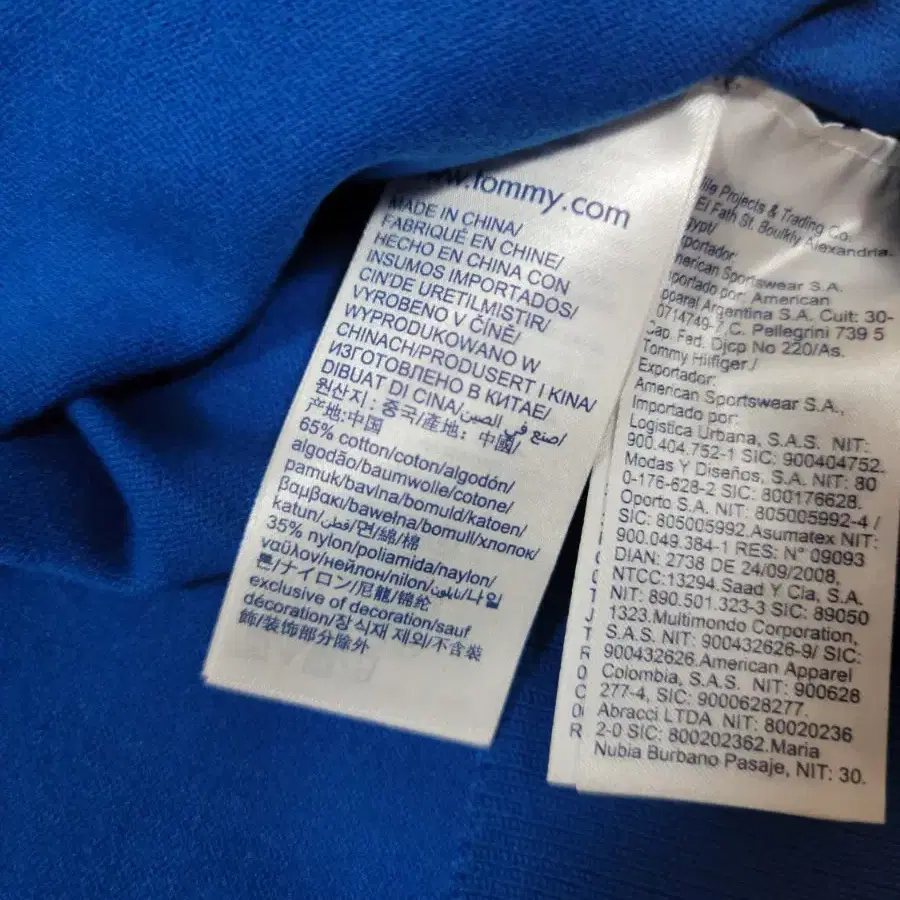 .tommy.com
MADE IN CHINA/
FABRIQUÉ EN CHINE/
HECHO EN CHINA CON
INSUMOS IMPORTADOS/
CIN'DE URETILMISTIR/
VYROBENO V ČÍNĚ/
WYPRODUKOWANO W
CHINACH/PRODUSERT I KINA/
ИЗГОТОВЛЕНО В КИТАЕ/
DIBUAT DI CINA/صنع في الصين/
원산지 : 중국/產地：中國/
产地:中国
65% cotton/coton/algodón/
algodão/baumwolle/cotone/
pamuk/bavlna/bomuld/katoen/
βαμβακι/bawełna/bomull/хлопок/
katun/قطن/면/綿/棉
35% nylon/poliamida/naylon/
ναΰλον/нейлон/nilon/نايلون/나일
론/ナイロン/尼龍/锦纶
exclusive of decoration/sauf
décoration/장식재 제외/不含裝
飾/装饰部分除外
Projects & Trading Co.
El Fath St. Boulkly Alexandria.
American Sportswear S.A.
por: American
Apparel Argentina S.A. Cuit: 30-
0714749-7/ C. Pellegrini 739 5
Cap. Fed. Djcp No 220/As.
Tommy Hilfiger/
Exportador:
American Sportswear S.A.,
Importado por:
Logistica Urbana, S.A.S. NIT:
900.404.752-1 SIC: 900404752.
Modas Y Diseños, S.A. NIT: 80
0-176-628-2 SIC: 800176628.
Oporto S.A. NIT: 805005992-4 /
SIC: 805005992.Asumatex NIT:
900.049.384-1 RES: N° 09093
DIAN: 2738 DE 24/09/2008,
NTCC:13294.Saad Y Cia, S.A.
NIT: 890.501.323-3 SIC: 89050
1323.Multimondo Corporation,
S.A.S. NIT: 900432626-9/ SIC:
900432626.American Apparel
Colombia, S.A.S. NIT: 900628
277-4, SIC: 9000628277.
Abracci LTDA NIT: 80020236
2-0 SIC: 800202362.Maria
Nubia Burbano Pasaje, NIT: 30.